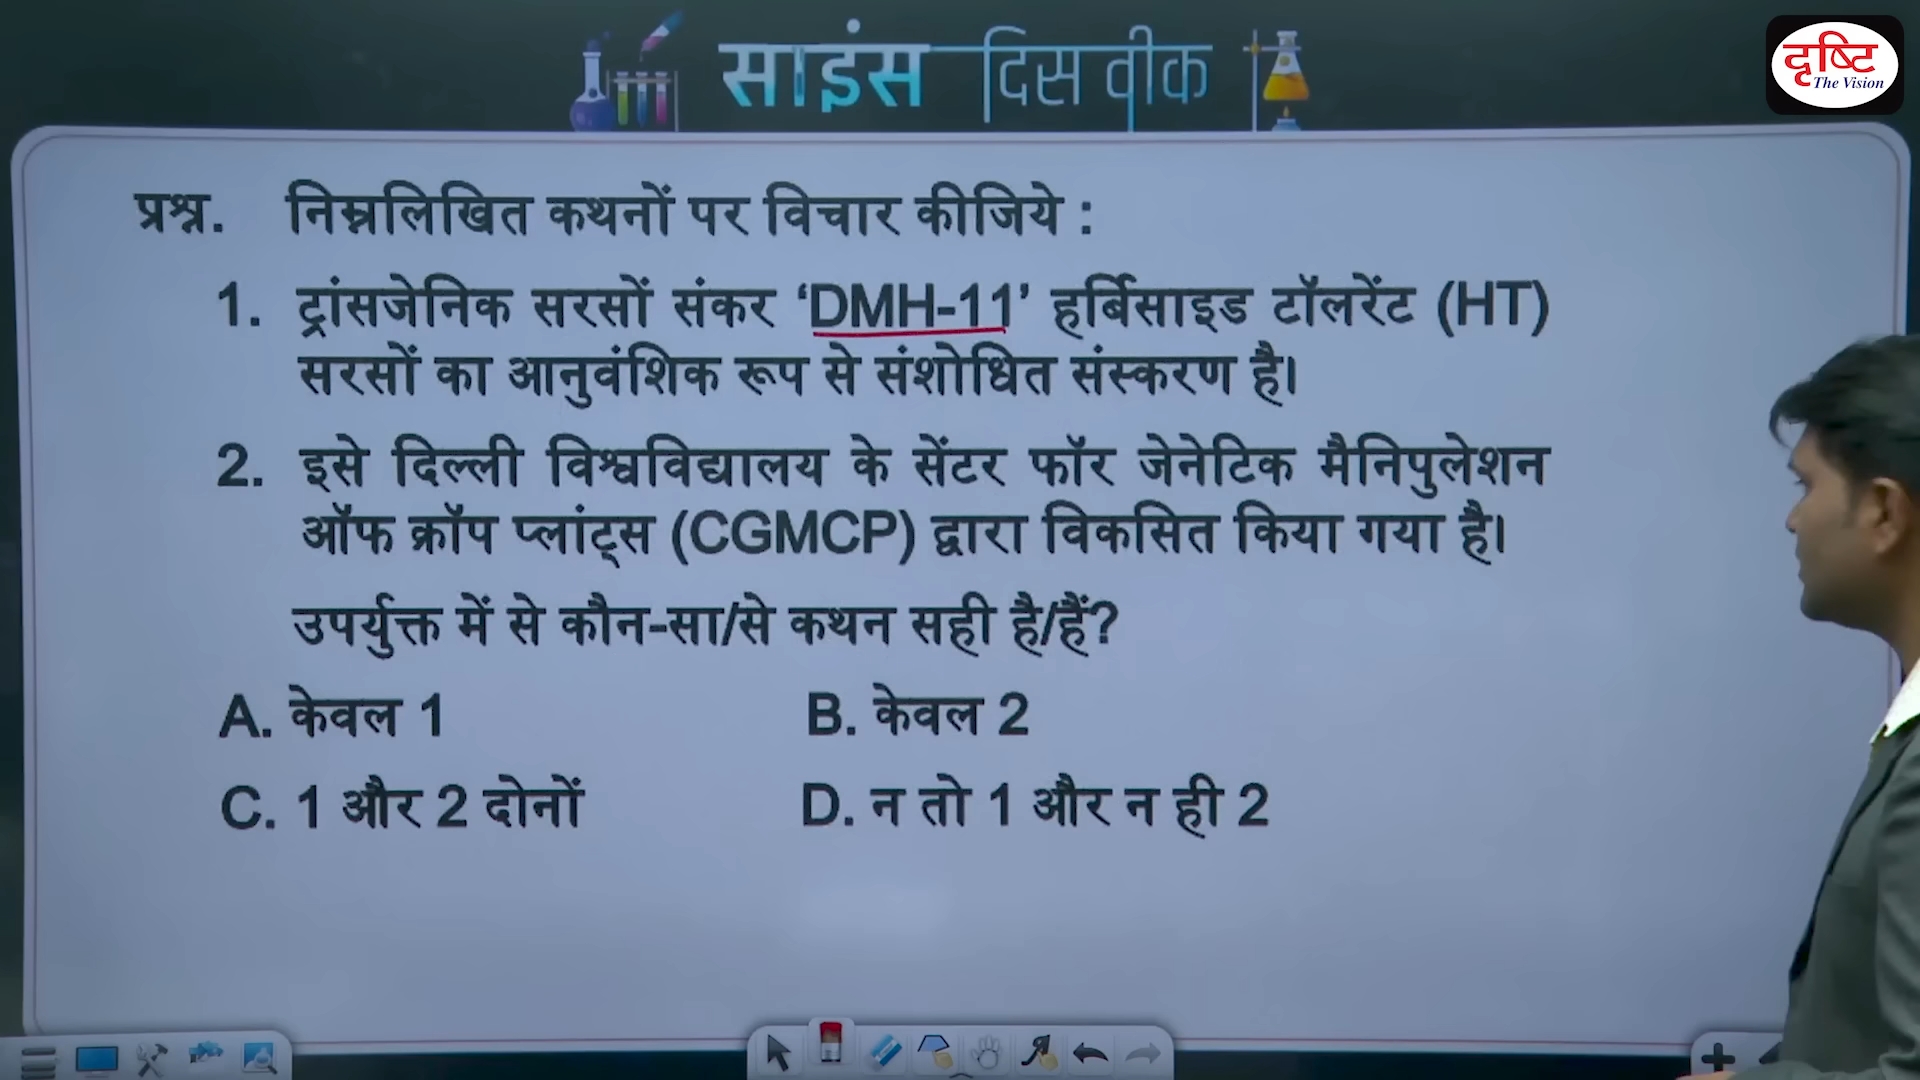 साइंस दिस वीक
दृष्टि
The Vision
प्रश्न. निम्नलिखित कथनों पर विचार कीजिये :
1. ट्रांसजेनिक सरसों संकर ‘DMH-11’ हर्बिसाइड टॉलरेंट (HT)
सरसों का आनुवंशिक रूप से संशोधित संस्करण है।
2. इसे दिल्ली विश्वविद्यालय के सेंटर फॉर जेनेटिक मैनिपुलेशन
ऑफ क्रॉप प्लांट्स (CGMCP) द्वारा विकसित किया गया है।
उपर्युक्त में से कौन-सा/से कथन सही है/हैं?
A. केवल 1 B. केवल 2
C. 1 और 2 दोनों D. न तो 1 और न ही 2